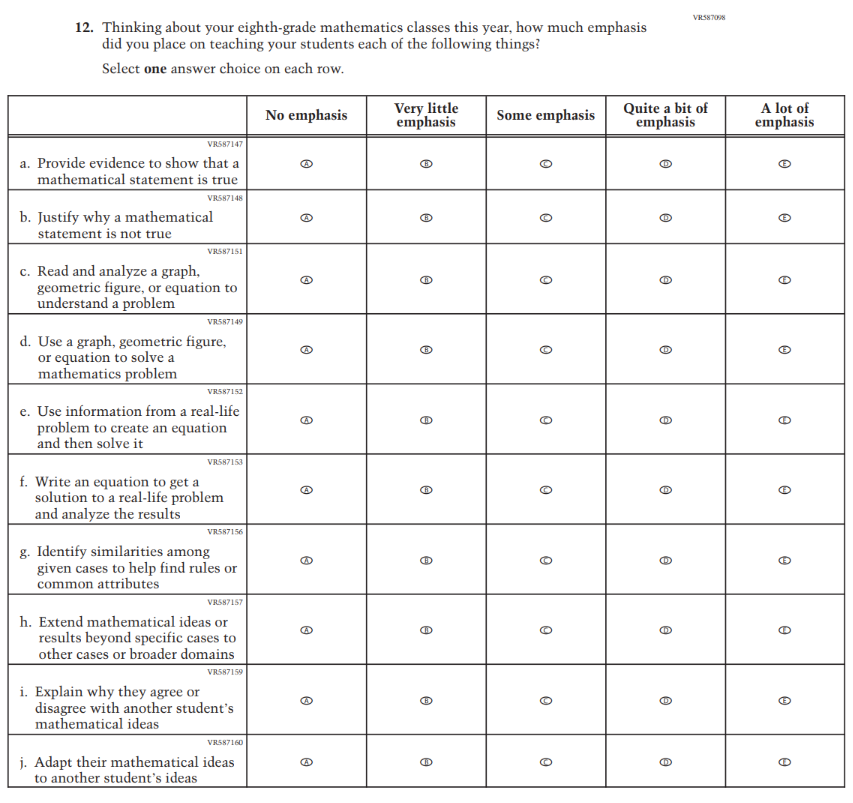 VR587098
12. Thinking about your eighth-grade mathematics classes this year, how much emphasis
did you place on teaching your students each of the following things?
Select one answer choice on each row.
No emphasis
Very little
emphasis
Some emphasis
Quite a bit of
emphasis
A lot of
emphasis
VR587147
a. Provide evidence to show that a
mathematical statement is true
A B C D E
VR587148
b. Justify why a mathematical
statement is not true
A B C D E
VR587151
c. Read and analyze a graph,
geometric figure, or equation to
understand a problem
A B C D E
VR587149
d. Use a graph, geometric figure,
or equation to solve a
mathematics problem
A B C D E
VR587152
e. Use information from a real-life
problem to create an equation
and then solve it
A B C D E
VR587153
f. Write an equation to get a
solution to a real-life problem
and analyze the results
A B C D E
VR587156
g. Identify similarities among
given cases to help find rules or
common attributes
A B C D E
VR587157
h. Extend mathematical ideas or
results beyond specific cases to
other cases or broader domains
A B C D E
VR587159
i. Explain why they agree or
disagree with another student's
mathematical ideas
A B C D E
VR587160
j. Adapt their mathematical ideas
to another student's ideas
A B C D E